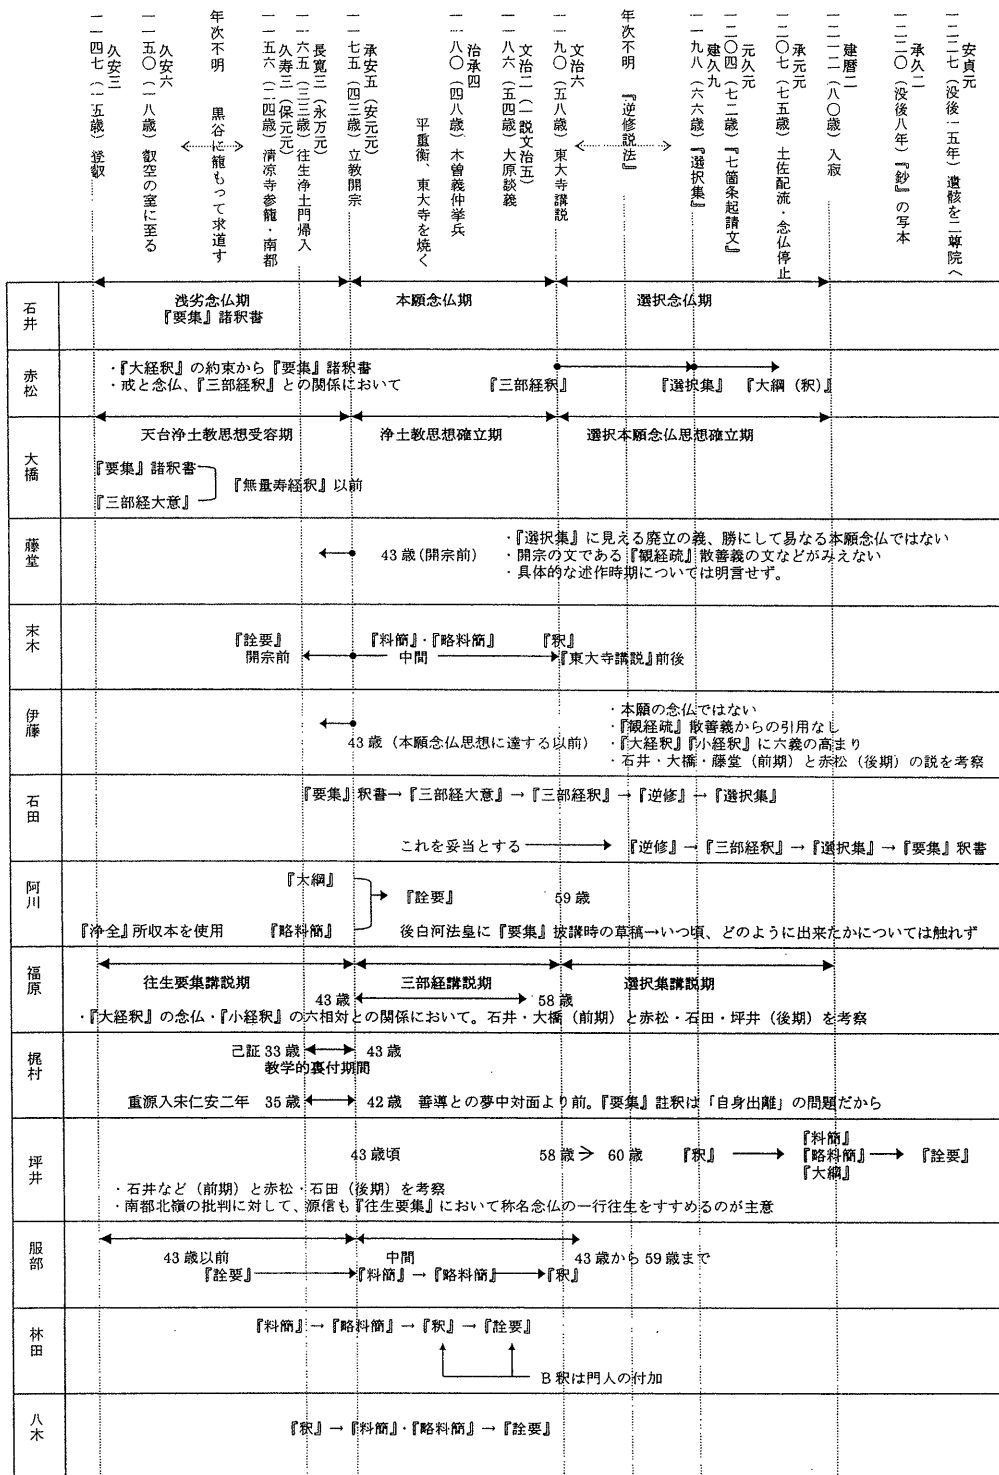 安貞元
一二二七（没後一五年）遺骸を二尊院へ
承久二
一二二〇（没後八年）『鈔』の写本
建暦二
一二一二（八〇歳）入寂
承元元
一二〇七（七五歳）土佐配流・念仏停止
元久元
一二〇四（七二歳）『七箇条起請文』
建久九
一一九八（六六歳）『選択集』
年次不明　『逆修説法』
文治六
一一九〇（五八歳）東大寺講説
文治二（一説文治五）
一一八六（五四歳）大原談義
治承四
一一八〇（四八歳）木曽義仲挙兵
平重衡、東大寺を焼く
承安五（安元元）
一一七五（四三歳）立教開宗
長寛三（永万元）
一一六五（三三歳）往生浄土門帰入
久寿三（保元元）
一一五六（二四歳）清凉寺参籠・南都
年次不明　黒谷に籠もって求道す
久安六
一一五〇（一八歳）叡空の室に至る
久安三
一一四七（一五歳）登叡
石井
浅劣念仏期　本願念仏期　選択念仏期
『要集』諸釈書
赤松
・『大経釈』の約束から『要集』諸釈書
・戒と念仏、『三部経釈』との関係において　『三部経釈』　『選択集』　『大綱（釈）』
大橋
天台浄土教思想受容期　浄土教思想確立期　選択本願念仏思想確立期
『要集』諸釈書
『無量寿経釈』以前
『三部経大意』
藤堂
43歳（開宗前）
・『選択集』に見える廃立の義、勝にして易なる本願念仏ではない
・開宗の文である『観経疏』散善義の文などがみえない
・具体的な述作時期については明言せず。
末木
『詮要』　『料簡』・『略料簡』　『釈』
開宗前　中間　『東大寺講説』前後
伊藤
43歳（本願念仏思想に達する以前）
・本願の念仏ではない
・『観経疏』散善義からの引用なし
・『大経釈』『小経釈』に六義の高まり
・石井・大橋・藤堂（前期）と赤松（後期）の説を考察
石田
『要集』釈書→『三部経大意』→『三部経釈』→『逆修』→『選択集』
これを妥当とする→『逆修』→『三部経釈』→『選択集』→『要集』釈書
阿川
『大綱』
『詮要』　59歳
『浄全』所収本を使用　『略料簡』　後白河法皇に『要集』披講時の草稿→いつ頃、どのように出来たかについては触れず
福原
往生要集講説期　三部経講説期　選択集講説期
43歳　58歳
・『大経釈』の念仏・『小経釈』の六相対との関係において。石井・大橋（前期）と赤松・石田・坪井（後期）を考察
梶村
己証33歳　43歳
教学的裏付期間
重源入宋仁安二年　35歳　42歳　善導との夢中対面より前。『要集』註釈は「自身出離」の問題だから
坪井
43歳頃　58歳　60歳　『釈』→『料簡』『略料簡』『大綱』→『詮要』
・石井など（前期）と赤松・石田（後期）を考察
・南都北嶺の批判に対して、源信も『往生要集』において称名念仏の一行往生をすすめるのが主意
服部
43歳以前　中間　43歳から59歳まで
『詮要』→『料簡』→『略料簡』→『釈』
林田
『料簡』→『略料簡』→『釈』→『詮要』
B釈は門人の付加
八木
『釈』→『料簡』・『略料簡』→『詮要』